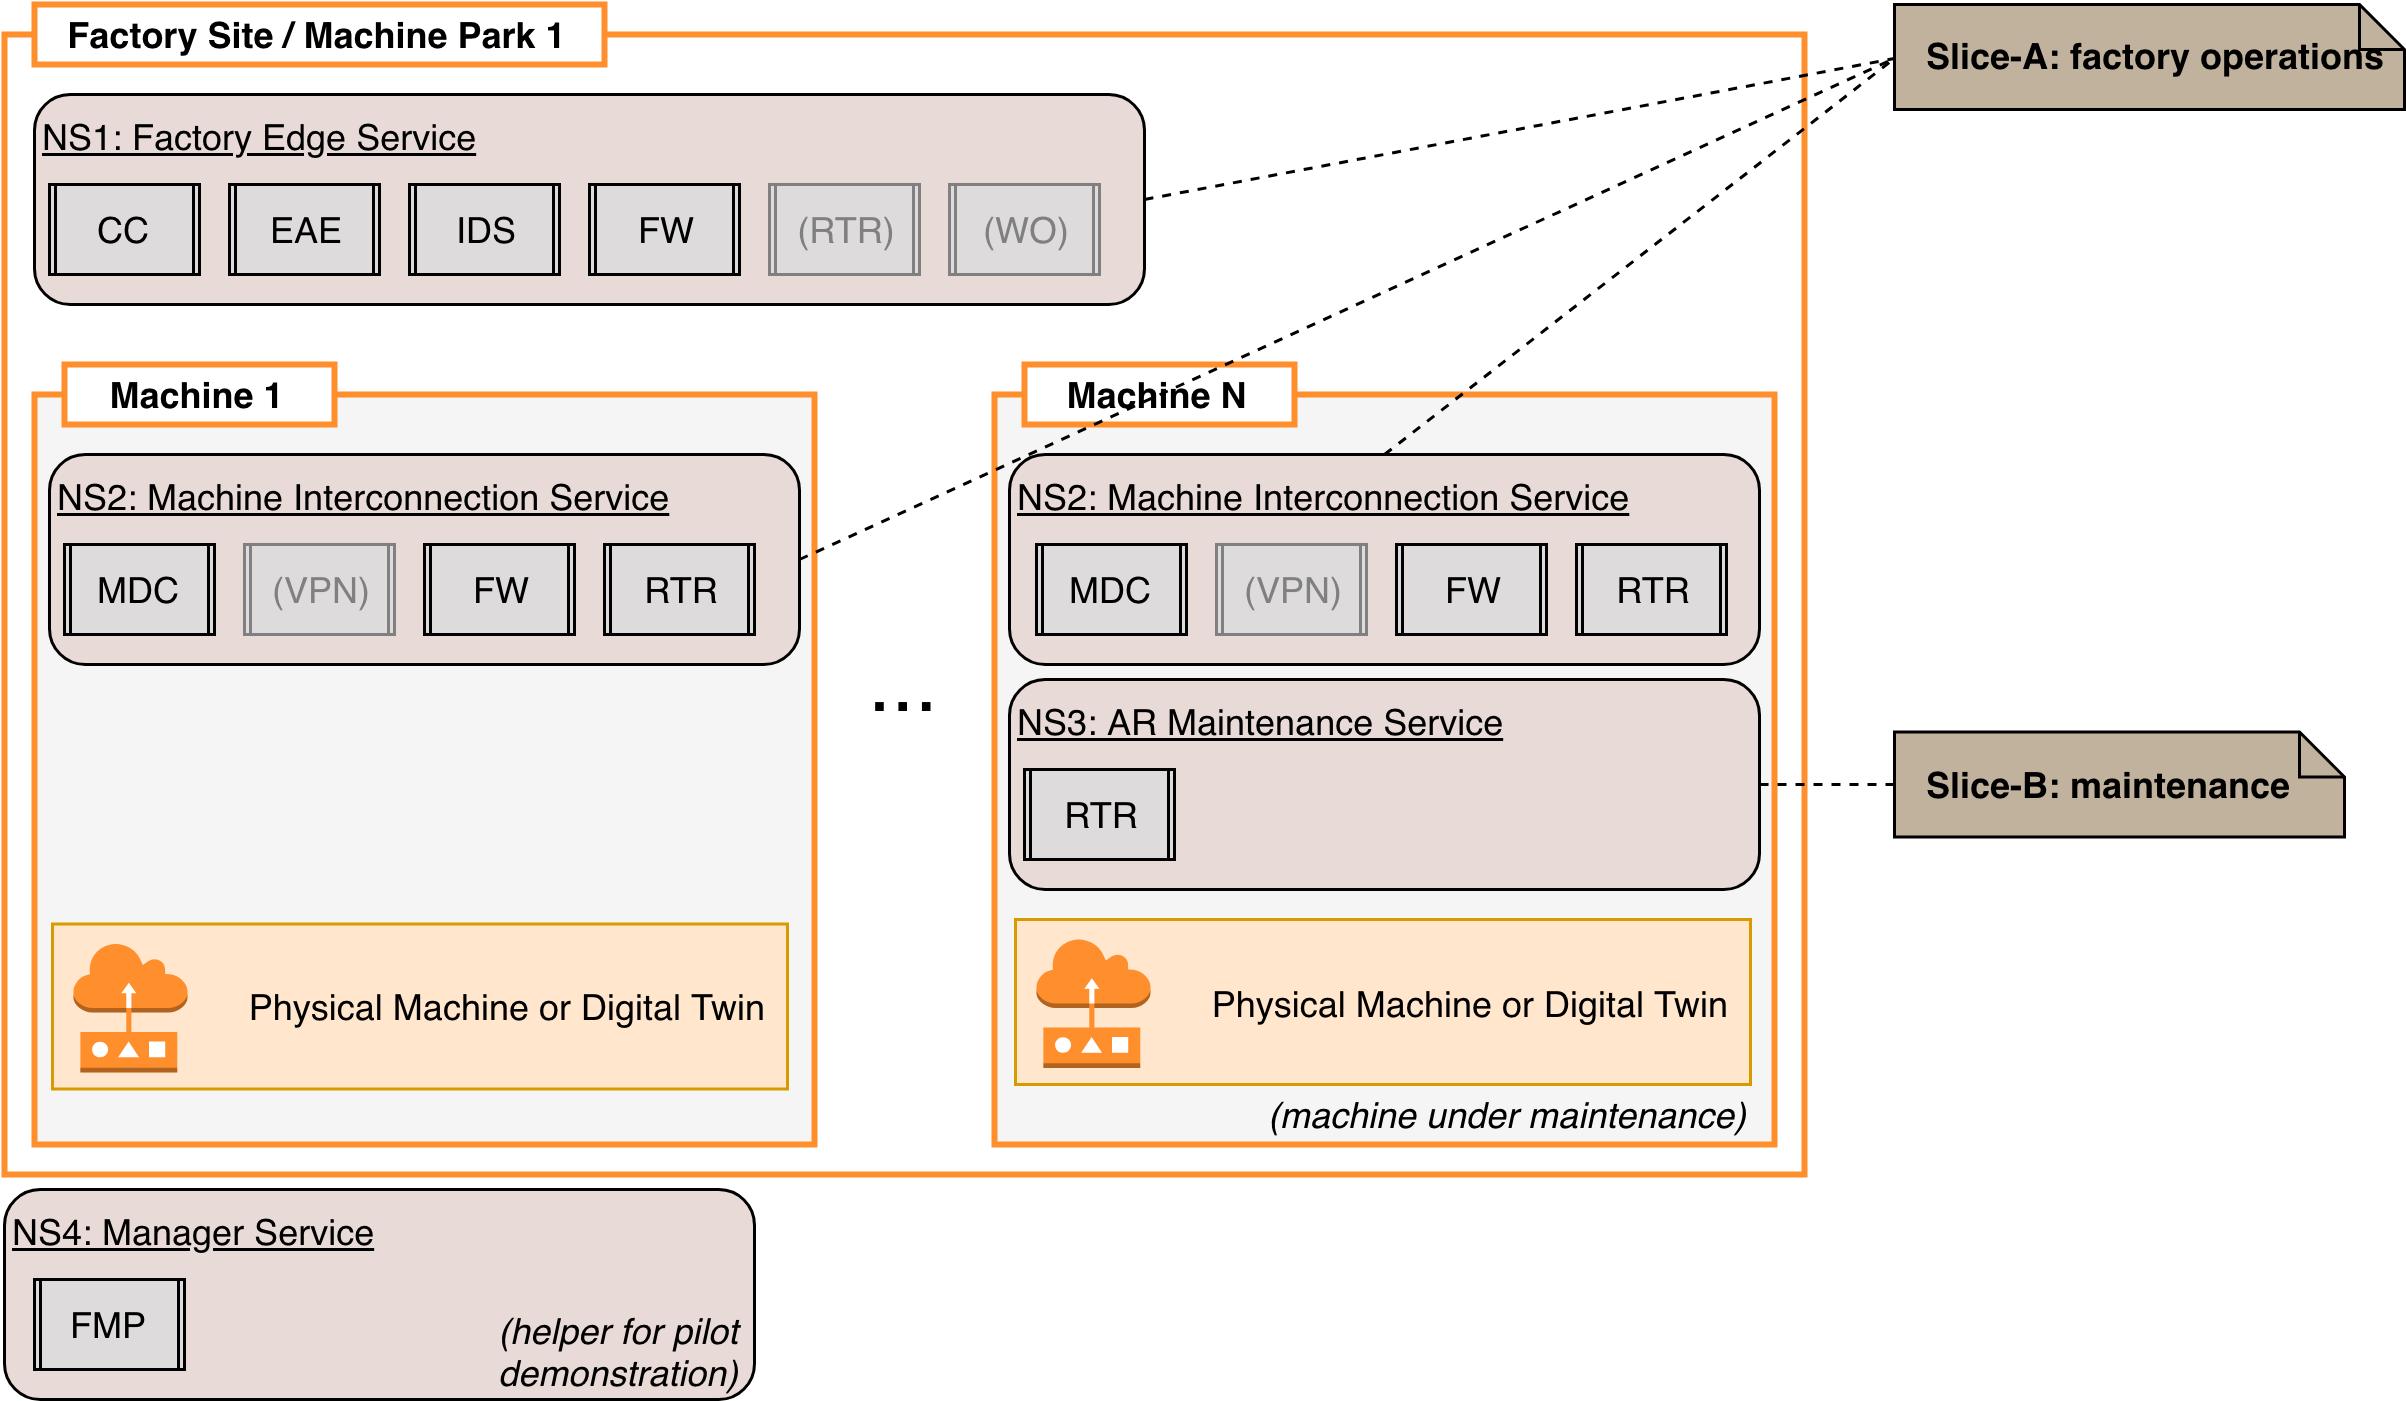 Factory Site / Machine Park 1
Slice-A: factory operations
NS1: Factory Edge Service
CC
EAE
IDS
FW
(RTR)
(WO)
Machine 1
NS2: Machine Interconnection Service
MDC
(VPN)
FW
RTR
Physical Machine or Digital Twin
...
Machine N
NS2: Machine Interconnection Service
MDC
(VPN)
FW
RTR
NS3: AR Maintenance Service
RTR
Physical Machine or Digital Twin
(machine under maintenance)
Slice-B: maintenance
NS4: Manager Service
FMP
(helper for pilot
demonstration)